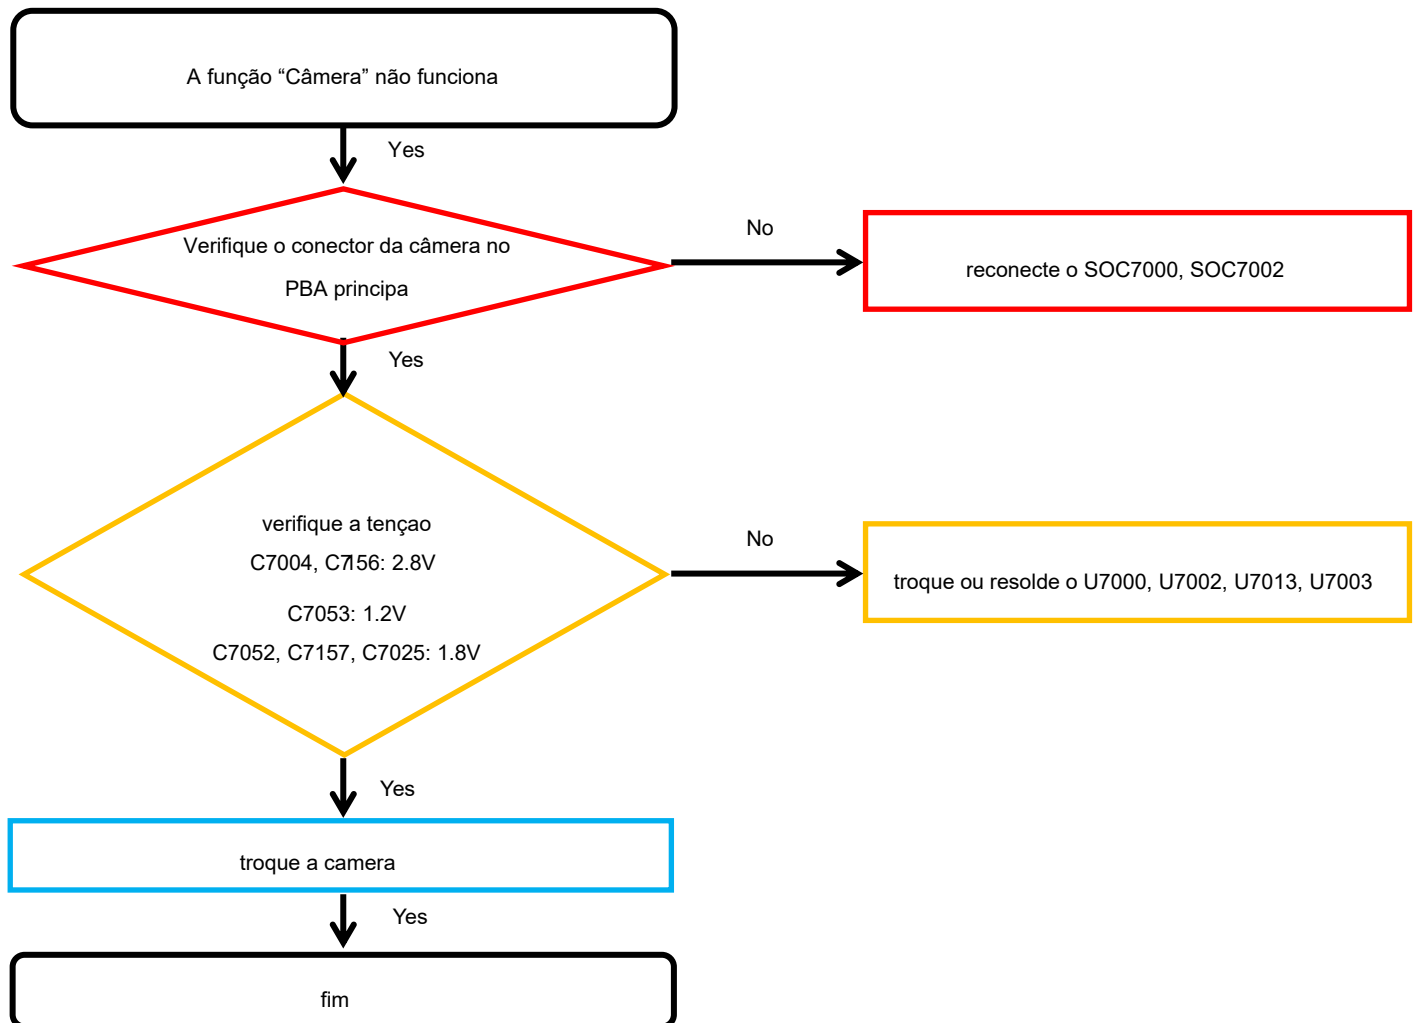 A função “Câmera” não funciona
Yes
Verifique o conector da câmera no
PBA principa
No
reconecte o SOC7000, SOC7002
Yes
verifique a tençao
C7004, C7156: 2.8V
C7053: 1.2V
C7052, C7157, C7025: 1.8V
No
troque ou resolde o U7000, U7002, U7013, U7003
Yes
troque a camera
Yes
fim